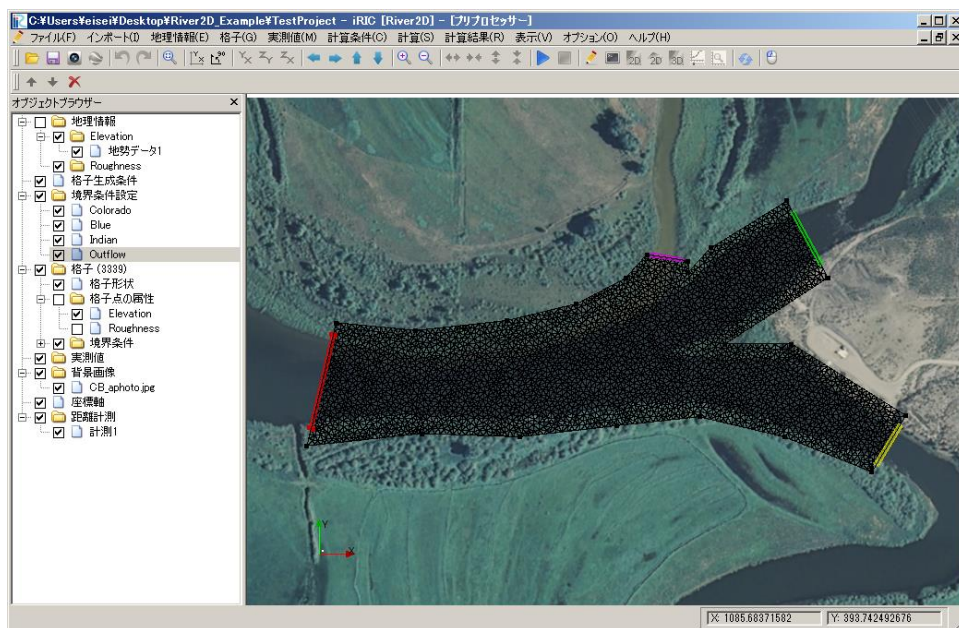 C:¥Users¥eisei¥Desktop¥River2D_Example¥TestProject - iRIC [River2D] - [プリプロセッサー]
ファイル(F) インポート(I) 地理情報(E) 格子(G) 実測値(M) 計算条件(C) 計算(S) 計算結果(R) 表示(V) オプション(O) ヘルプ(H)
オブジェクトブラウザー
地理情報
Elevation
地勢データ1
Roughness
格子生成条件
境界条件設定
Colorado
Blue
Indian
Outflow
格子 (3339)
格子形状
格子点の属性
Elevation
Roughness
境界条件
実測値
背景画像
CB_aphoto.jpg
座標軸
距離計測
計測1
Y
X
X: 1085.68371582
Y: 393.742492676